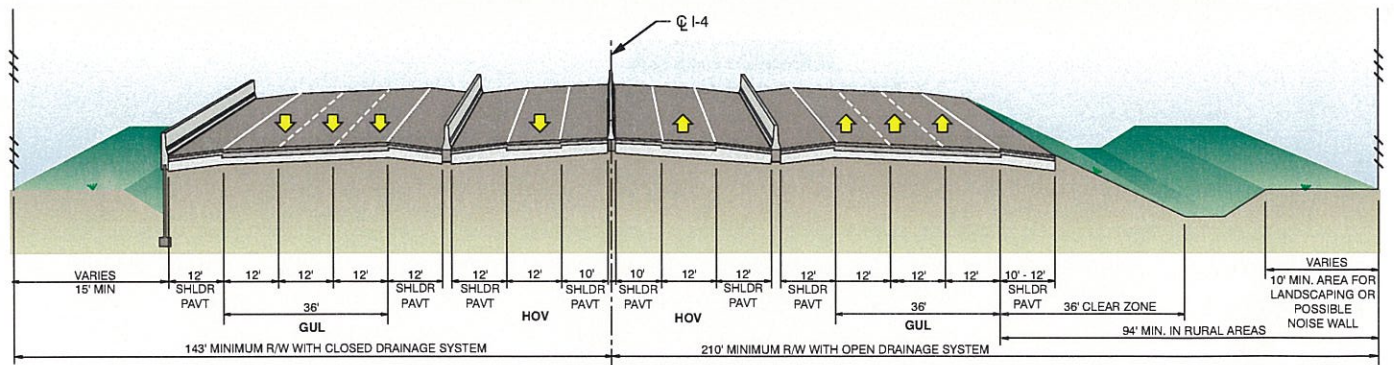 ℄ I-4
VARIES
15' MIN
12'
SHLDR
PAVT
12'
12'
12'
12'
SHLDR
PAVT
12'
SHLDR
PAVT
12'
10'
SHLDR
PAVT
10'
SHLDR
PAVT
12'
12'
SHLDR
PAVT
12'
SHLDR
PAVT
12'
12'
12'
10' - 12'
SHLDR
PAVT
36' CLEAR ZONE
VARIES
10' MIN. AREA FOR
LANDSCAPING OR
POSSIBLE
NOISE WALL
36'
GUL
HOV
HOV
36'
GUL
94' MIN. IN RURAL AREAS
143' MINIMUM R/W WITH CLOSED DRAINAGE SYSTEM
210' MINIMUM R/W WITH OPEN DRAINAGE SYSTEM